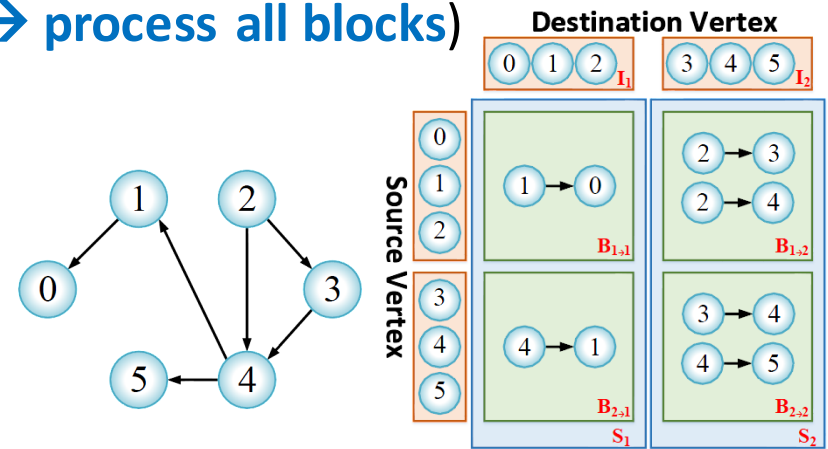 → process all blocks)
Destination Vertex
0 1 2 I1
3 4 5 I2
Source Vertex
0
1
2
3
4
5
1 → 0
B1→1
2 → 3
2 → 4
B1→2
4 → 1
B2→1
S1
3 → 4
4 → 5
B2→2
S2
1
2
0
3
5
4